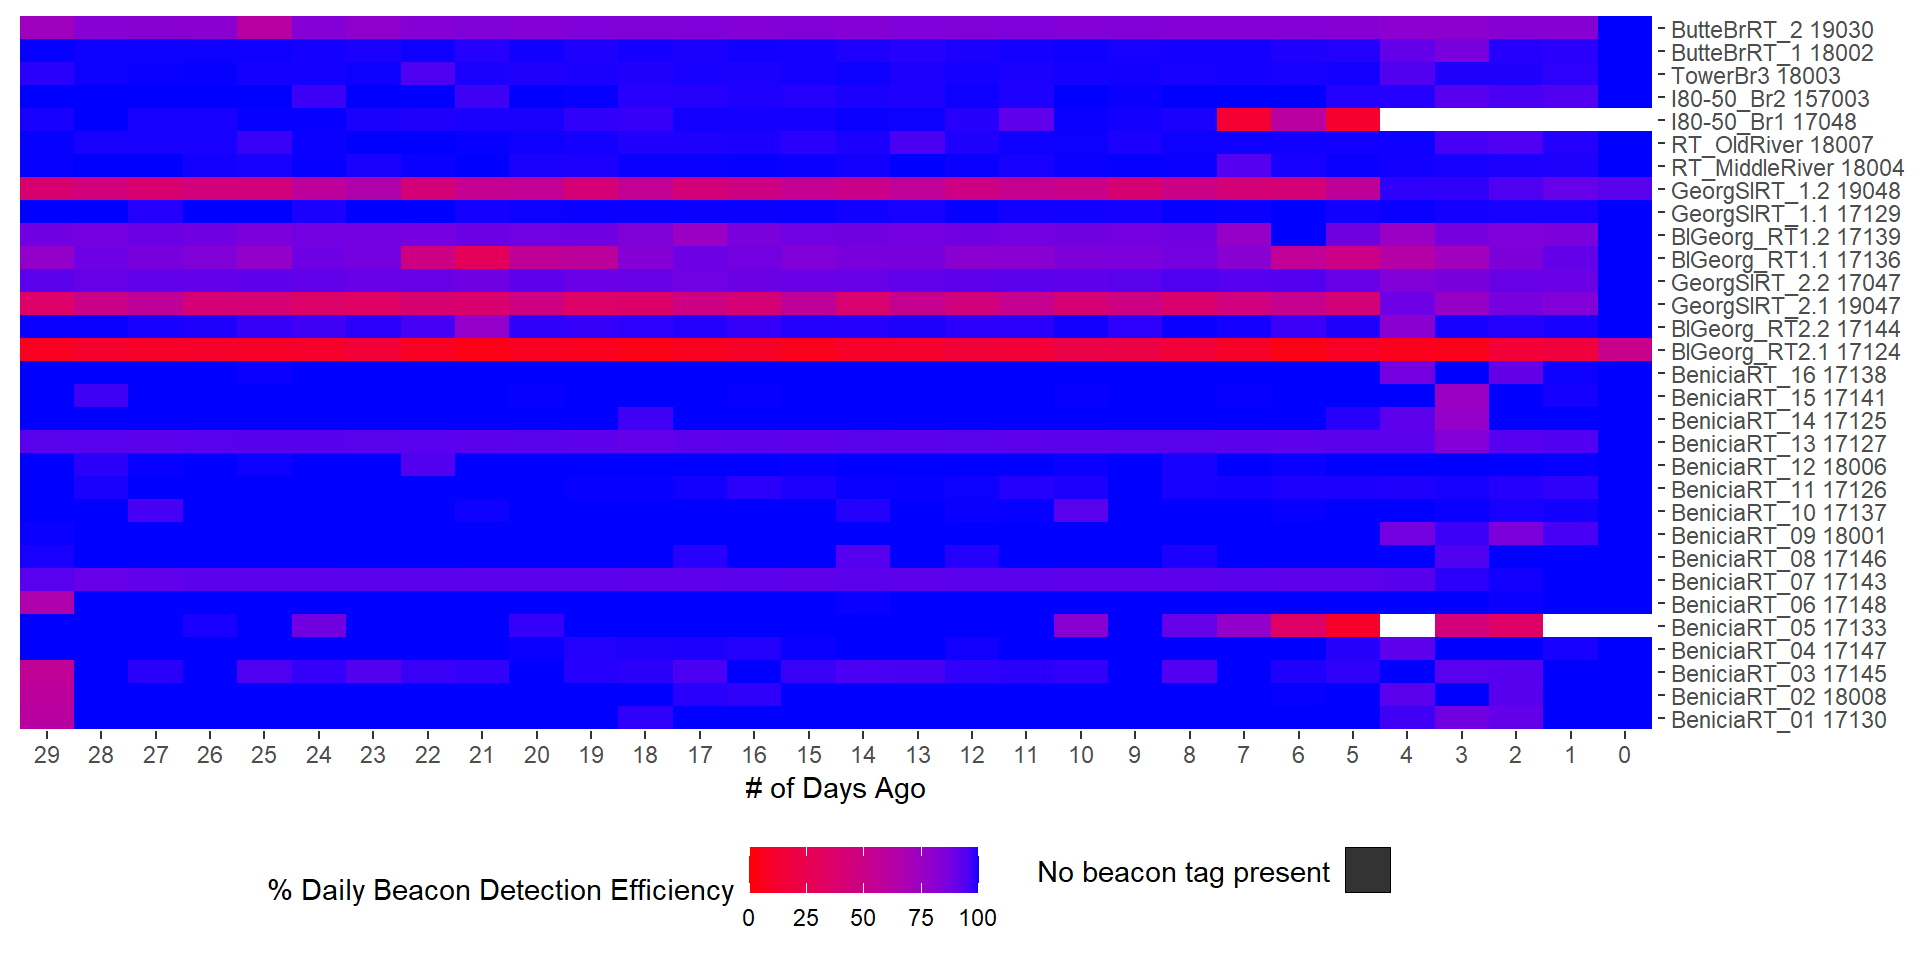 ButteBrRT_2 19030
ButteBrRT_1 18002
TowerBr3 18003
I80-50_Br2 157003
I80-50_Br1 17048
RT_OldRiver 18007
RT_MiddleRiver 18004
GeorgSlRT_1.2 19048
GeorgSlRT_1.1 17129
BlGeorg_RT1.2 17139
BlGeorg_RT1.1 17136
GeorgSlRT_2.2 17047
GeorgSlRT_2.1 19047
BlGeorg_RT2.2 17144
BlGeorg_RT2.1 17124
BeniciaRT_16 17138
BeniciaRT_15 17141
BeniciaRT_14 17125
BeniciaRT_13 17127
BeniciaRT_12 18006
BeniciaRT_11 17126
BeniciaRT_10 17137
BeniciaRT_09 18001
BeniciaRT_08 17146
BeniciaRT_07 17143
BeniciaRT_06 17148
BeniciaRT_05 17133
BeniciaRT_04 17147
BeniciaRT_03 17145
BeniciaRT_02 18008
BeniciaRT_01 17130
29 28 27 26 25 24 23 22 21 20 19 18 17 16 15 14 13 12 11 10 9 8 7 6 5 4 3 2 1 0
# of Days Ago
% Daily Beacon Detection Efficiency
0 25 50 75 100
No beacon tag present